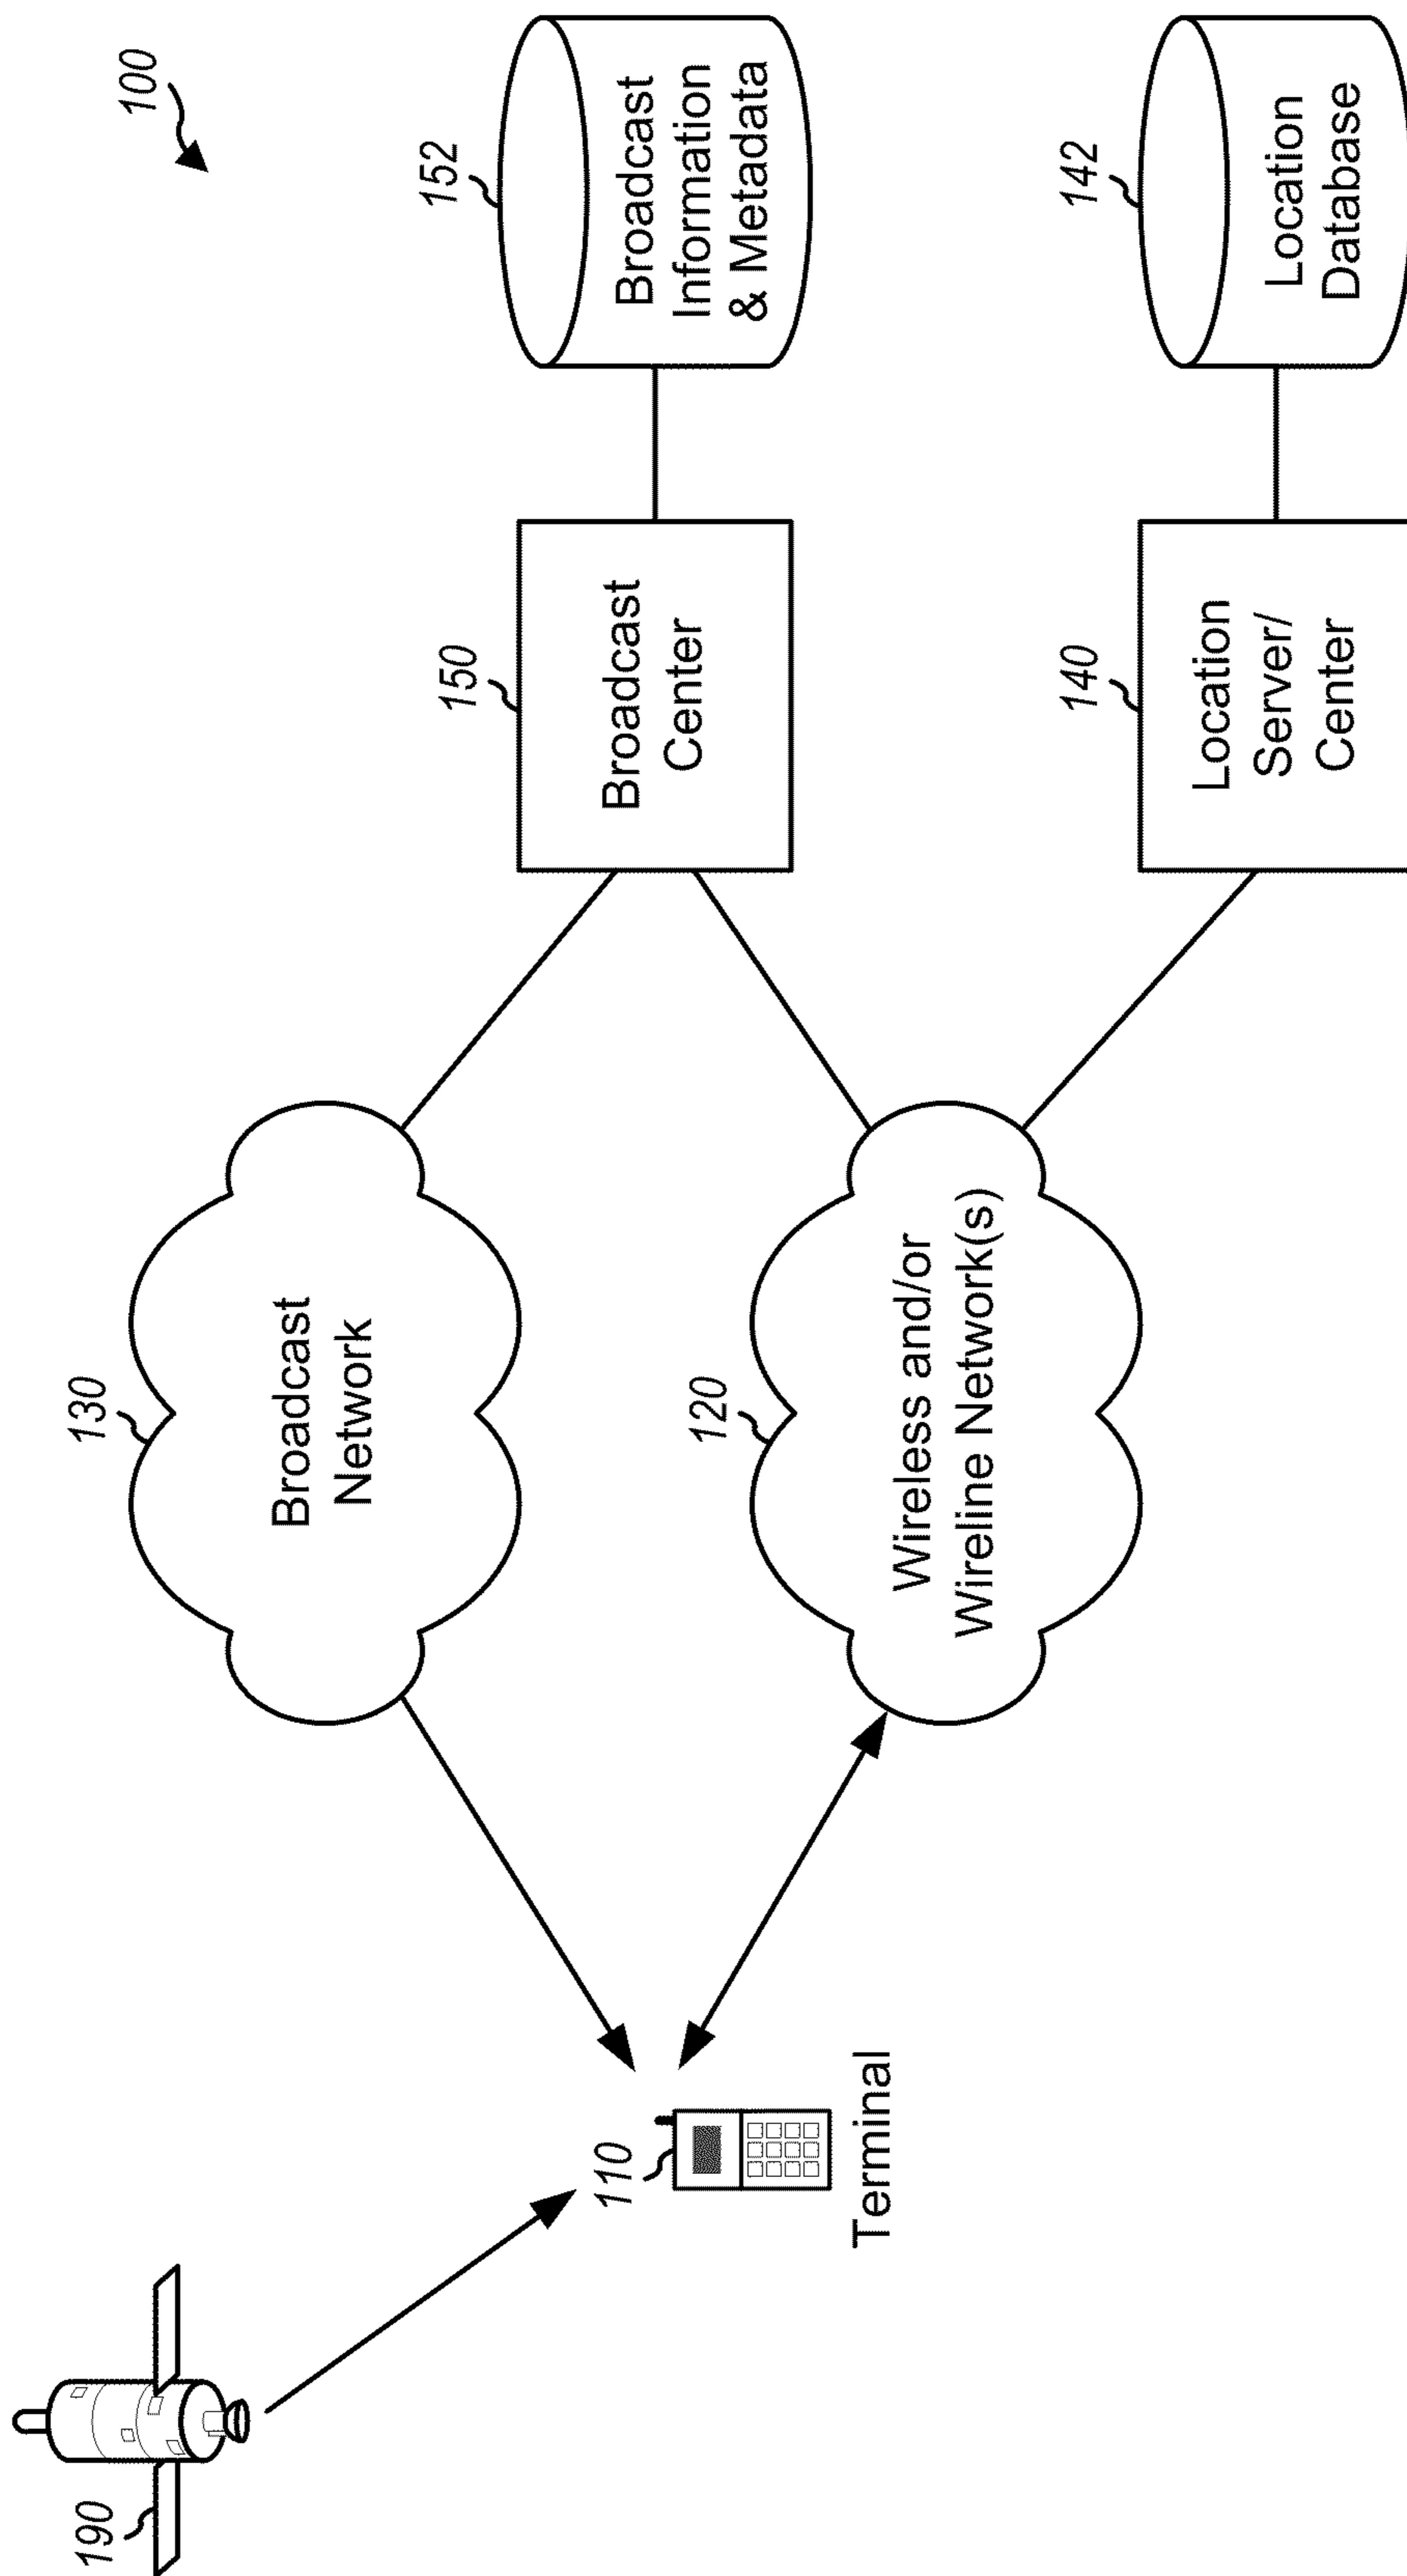 100
190
130
Broadcast
Network
152
Broadcast
Information
& Metadata
150
Broadcast
Center
110
Terminal
120
Wireless and/or
Wireline Network(s)
140
Location
Server/
Center
142
Location
Database